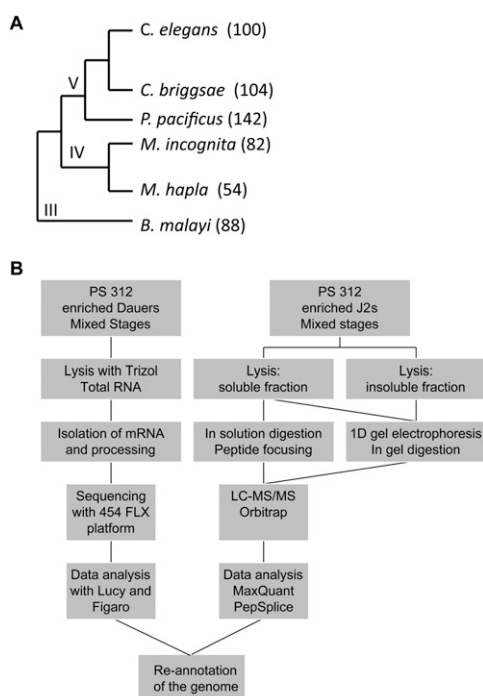 A
C. elegans (100)
V
C. briggsae (104)
P. pacificus (142)
M. incognita (82)
IV
M. hapla (54)
III
B. malayi (88)
B
PS 312
enriched Dauers
Mixed Stages
PS 312
enriched J2s
Mixed stages
Lysis with Trizol
Total RNA
Lysis:
soluble fraction
Lysis:
insoluble fraction
Isolation of mRNA
and processing
In solution digestion
Peptide focusing
1D gel electrophoresis
In gel digestion
Sequencing
with 454 FLX
platform
LC-MS/MS
Orbitrap
Data analysis
with Lucy and
Figaro
Data analysis
MaxQuant
PepSplice
Re-annotation
of the genome